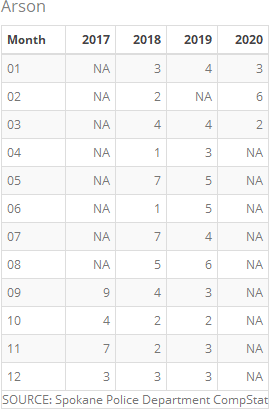 Arson
Month 2017 2018 2019 2020
01 NA 3 4 3
02 NA 2 NA 6
03 NA 4 4 2
04 NA 1 3 NA
05 NA 7 5 NA
06 NA 1 5 NA
07 NA 7 4 NA
08 NA 5 6 NA
09 9 4 3 NA
10 4 2 2 NA
11 7 2 3 NA
12 3 3 3 NA
SOURCE: Spokane Police Department CompStat